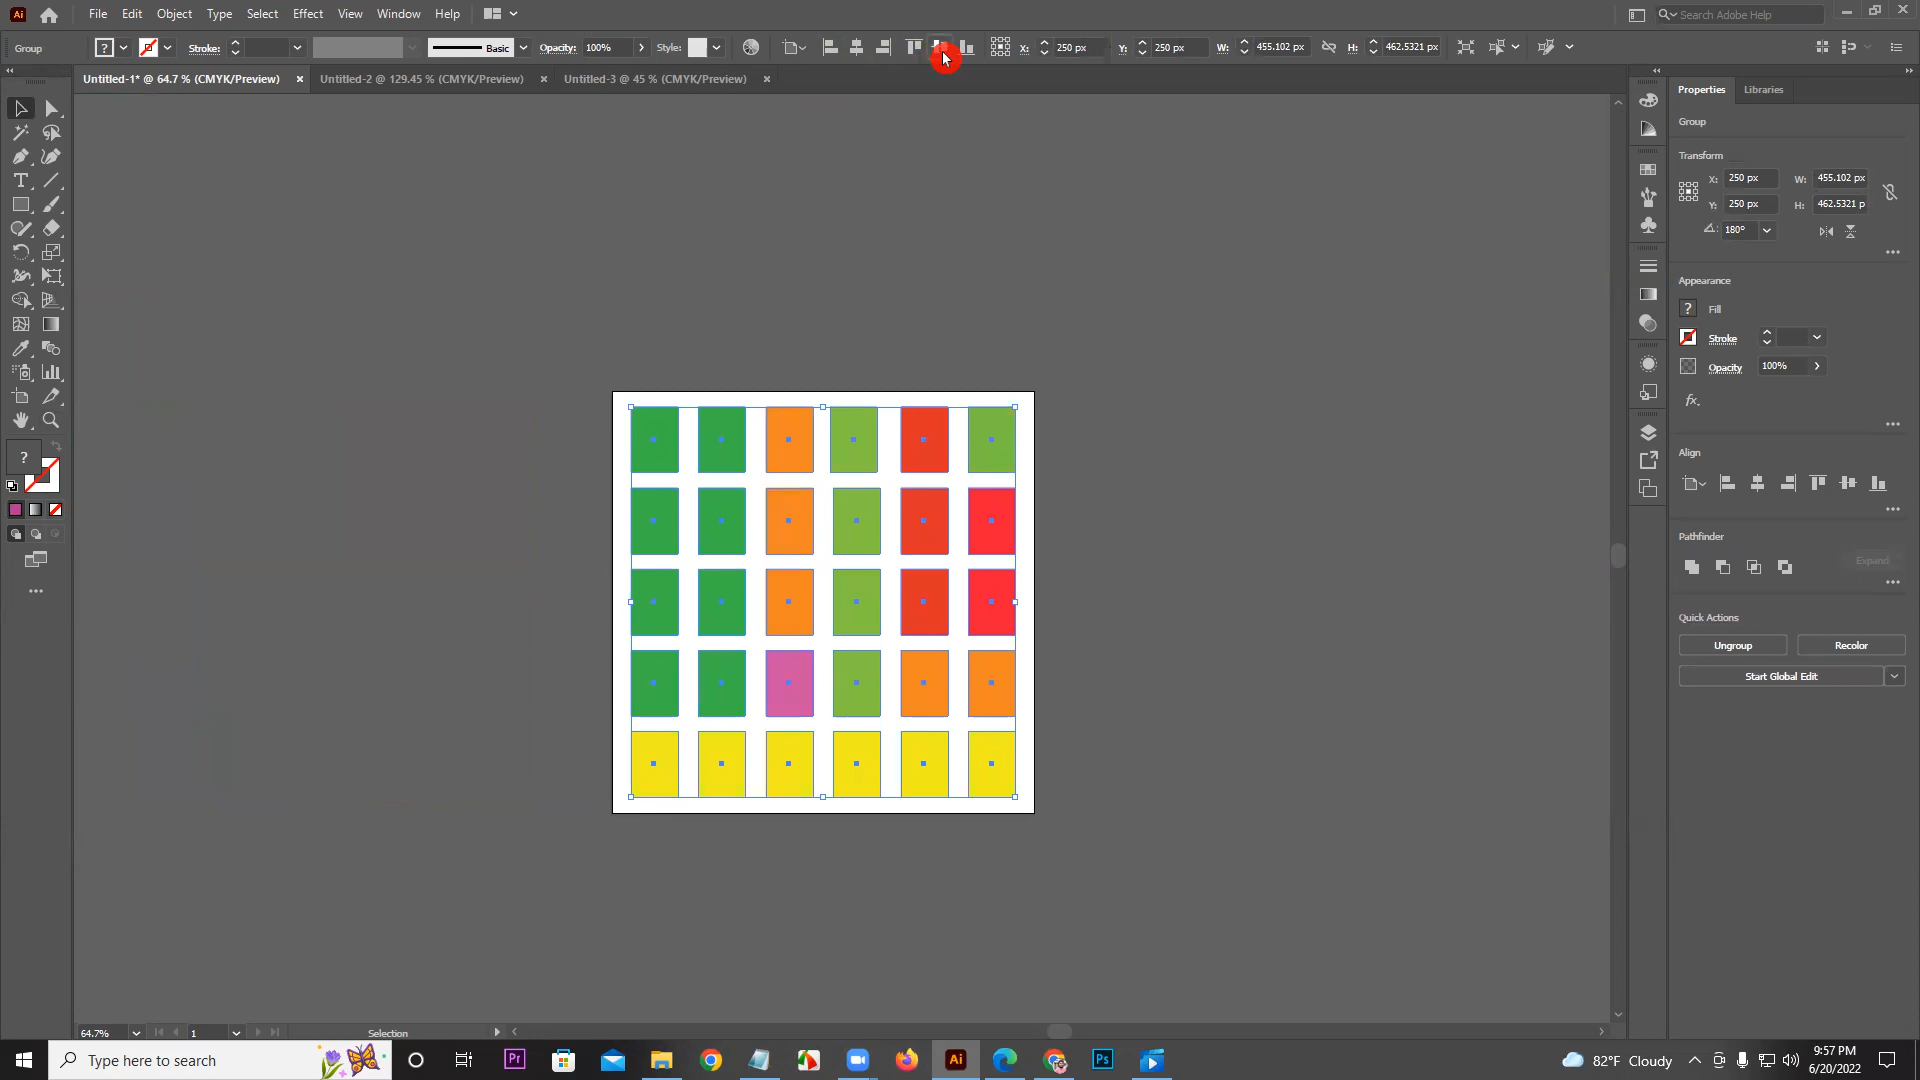 Ai File Edit Object Type Select Effect View Window Help Search Adobe Help
Group ? Stroke: Basic Opacity: 100% Style: X: 250 px Y: 250 px W: 455.102 px H: 462.5321 px
Untitled-1* @ 64.7 % (CMYK/Preview) × Untitled-2 @ 129.45 % (CMYK/Preview) × Untitled-3 @ 45 % (CMYK/Preview) ×
Properties Libraries
Group
Transform
X: 250 px W: 455.102 px
Y: 250 px H: 462.5321 p
180°
Appearance
? Fill
Stroke
Opacity 100%
fx.
Align
Pathfinder
Expand
Quick Actions
Ungroup Recolor
Start Global Edit
?
64.7% 1 Selection
Type here to search Pr Ai Ps 82°F Cloudy 9:57 PM
6/20/2022